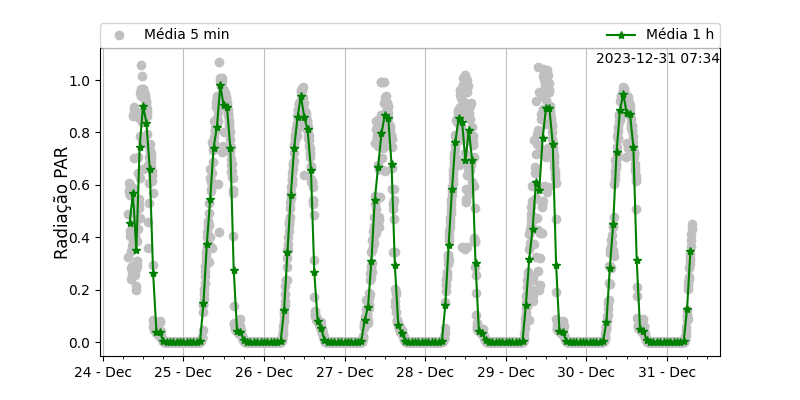 Média 5 min
Média 1 h
2023-12-31 07:34
Radiação PAR
1.0
0.8
0.6
0.4
0.2
0.0
24 - Dec
25 - Dec
26 - Dec
27 - Dec
28 - Dec
29 - Dec
30 - Dec
31 - Dec